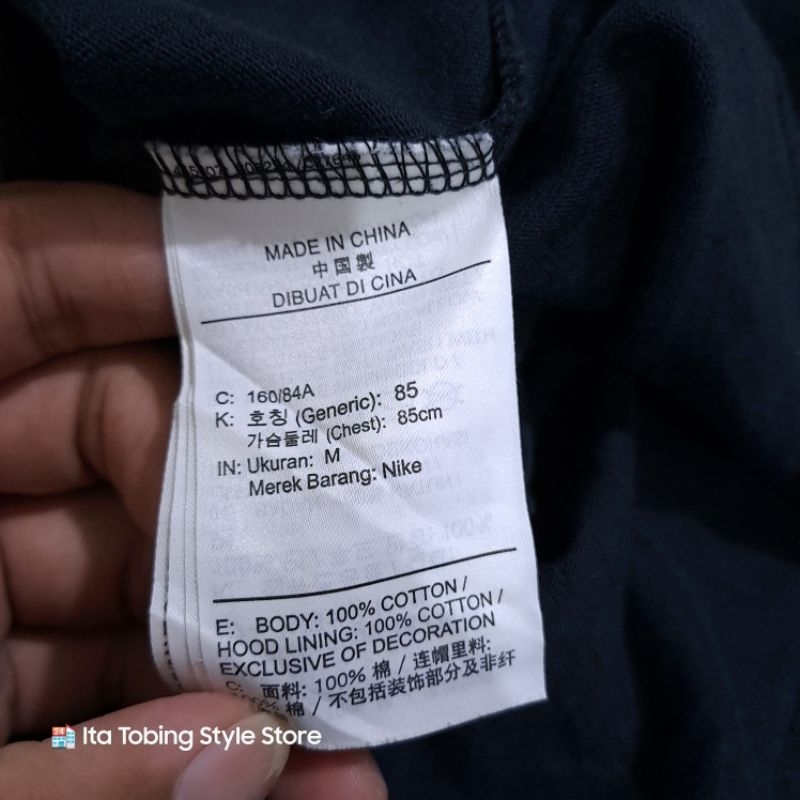 MADE IN CHINA
中国製
DIBUAT DI CINA
C: 160/84A
K: 호칭 (Generic): 85
가슴둘레 (Chest): 85cm
IN: Ukuran: M
Merek Barang: Nike
E: BODY: 100% COTTON /
HOOD LINING: 100% COTTON /
EXCLUSIVE OF DECORATION
C: 面料: 100% 棉 / 连帽里料:
100% 棉 / 不包括装饰部分及非纤
Ita Tobing Style Store